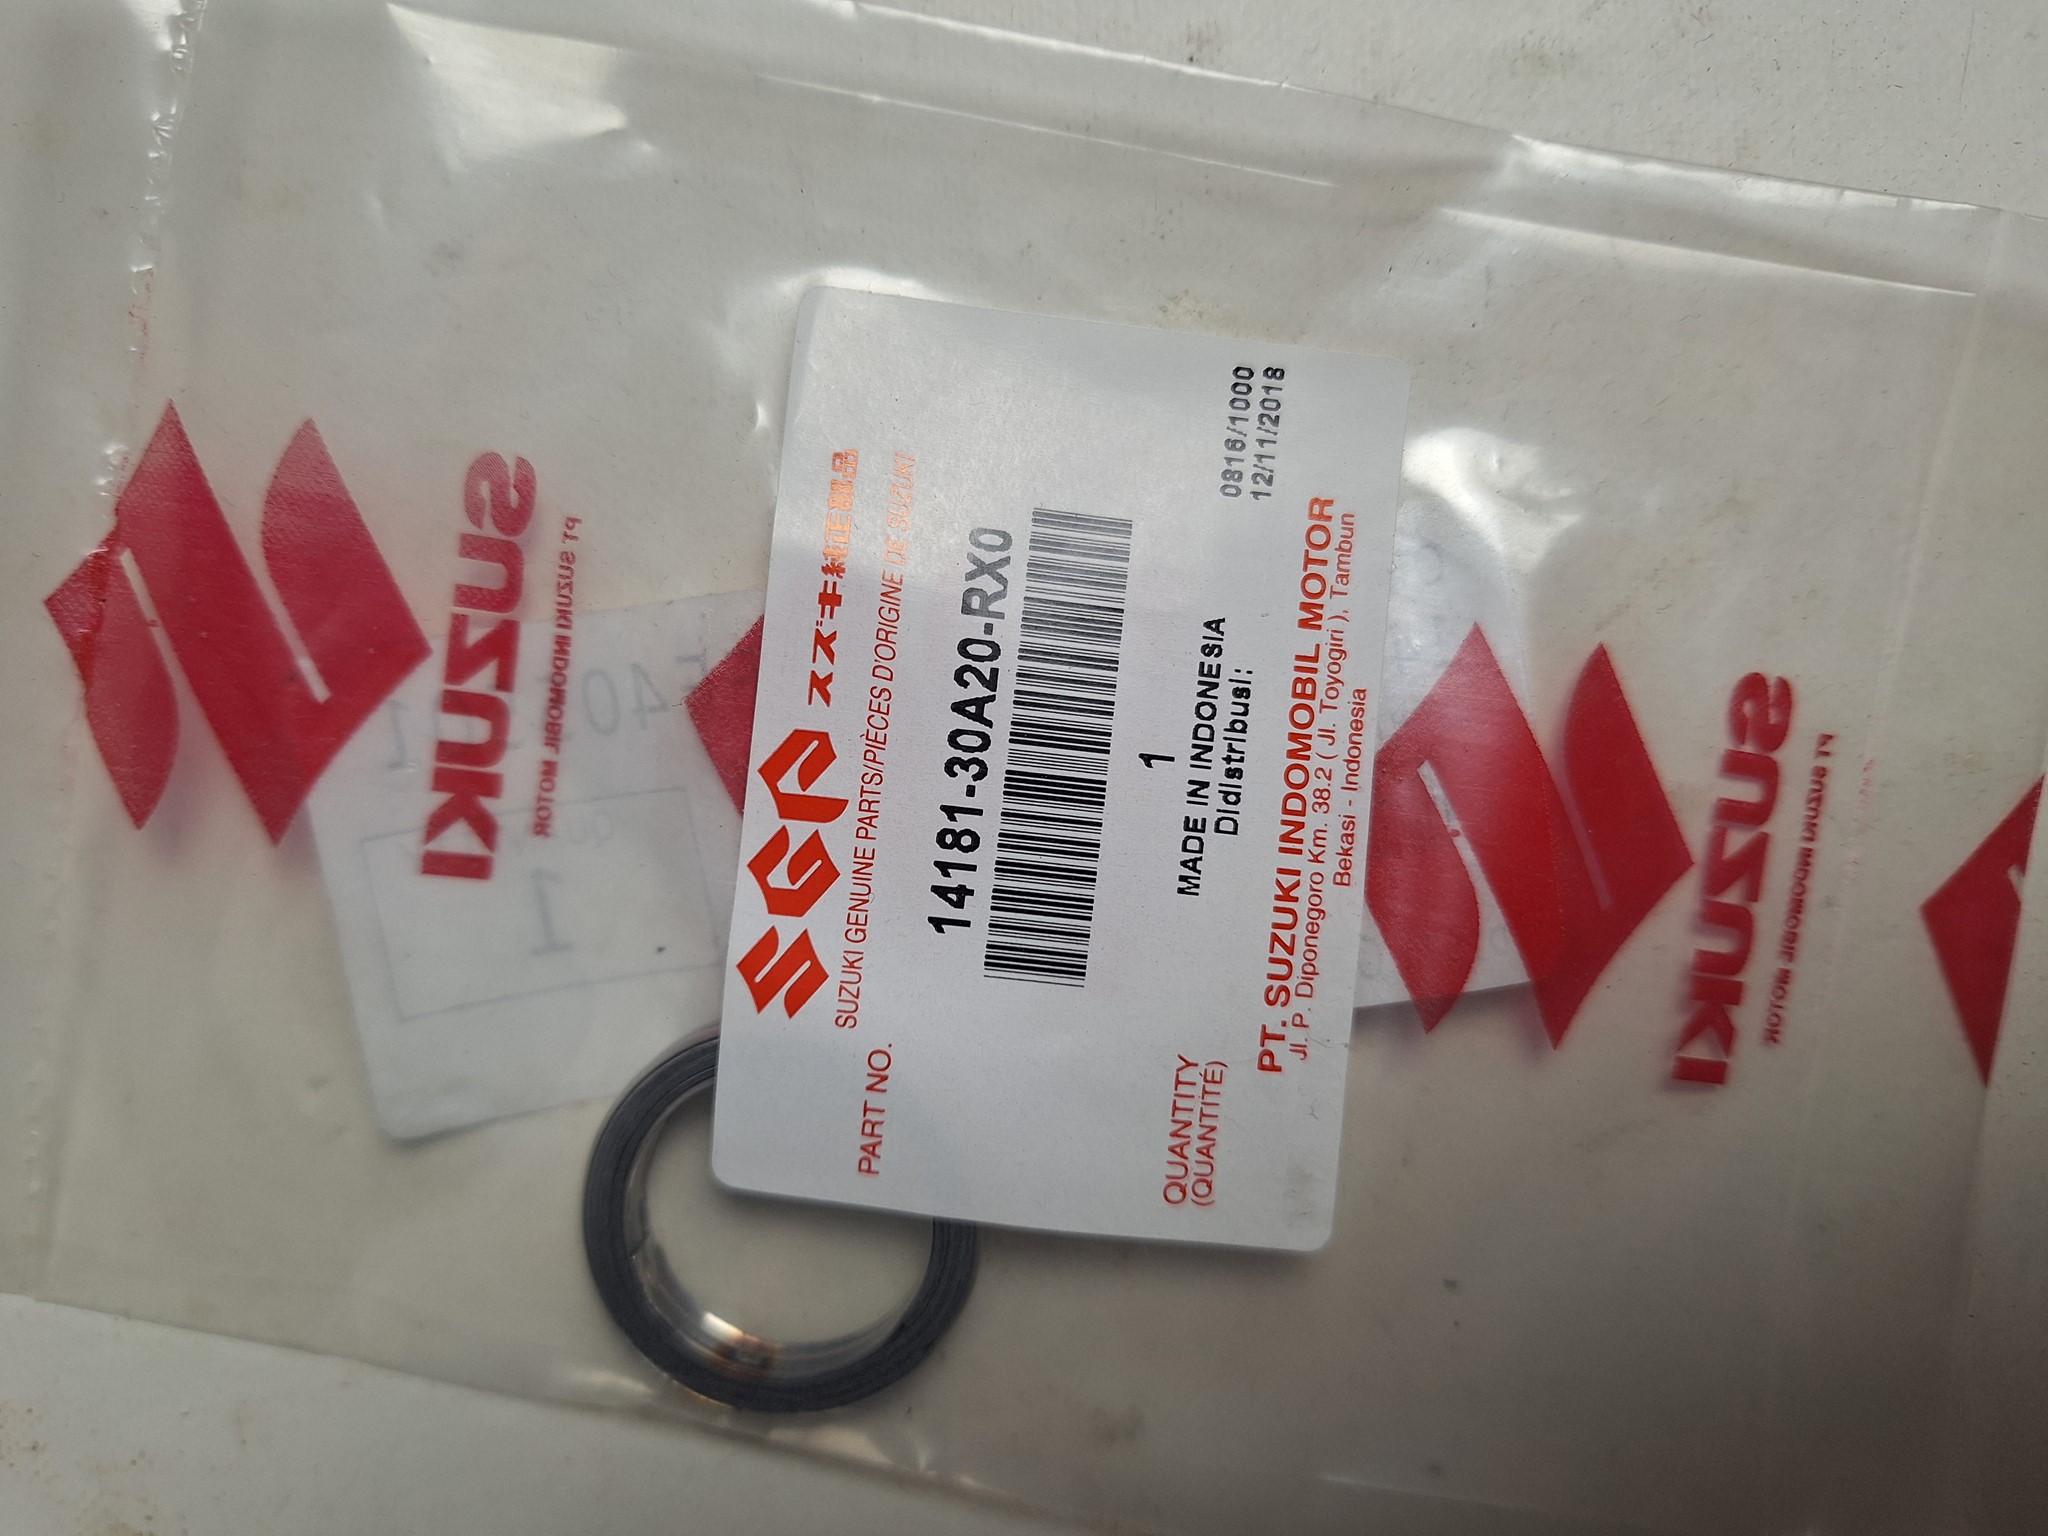 SGP スズキ純正部品
SUZUKI GENUINE PARTS/PIÈCES D'ORIGINE DE SUZUKI
PART NO.
14181-30A20-RX0
QUANTITY
(QUANTITÉ)
1
MADE IN INDONESIA
Didistribusi:
0816/1000
12/11/2018
PT. SUZUKI INDOMOBIL MOTOR
Jl. P. Diponegoro Km. 38.2 ( Jl. Toyogiri ), Tambun
Bekasi - Indonesia
SUZUKI
PT SUZUKI INDOMOBIL MOTOR
SUZUKI
PT SUZUKI INDOMOBIL MOTOR
1